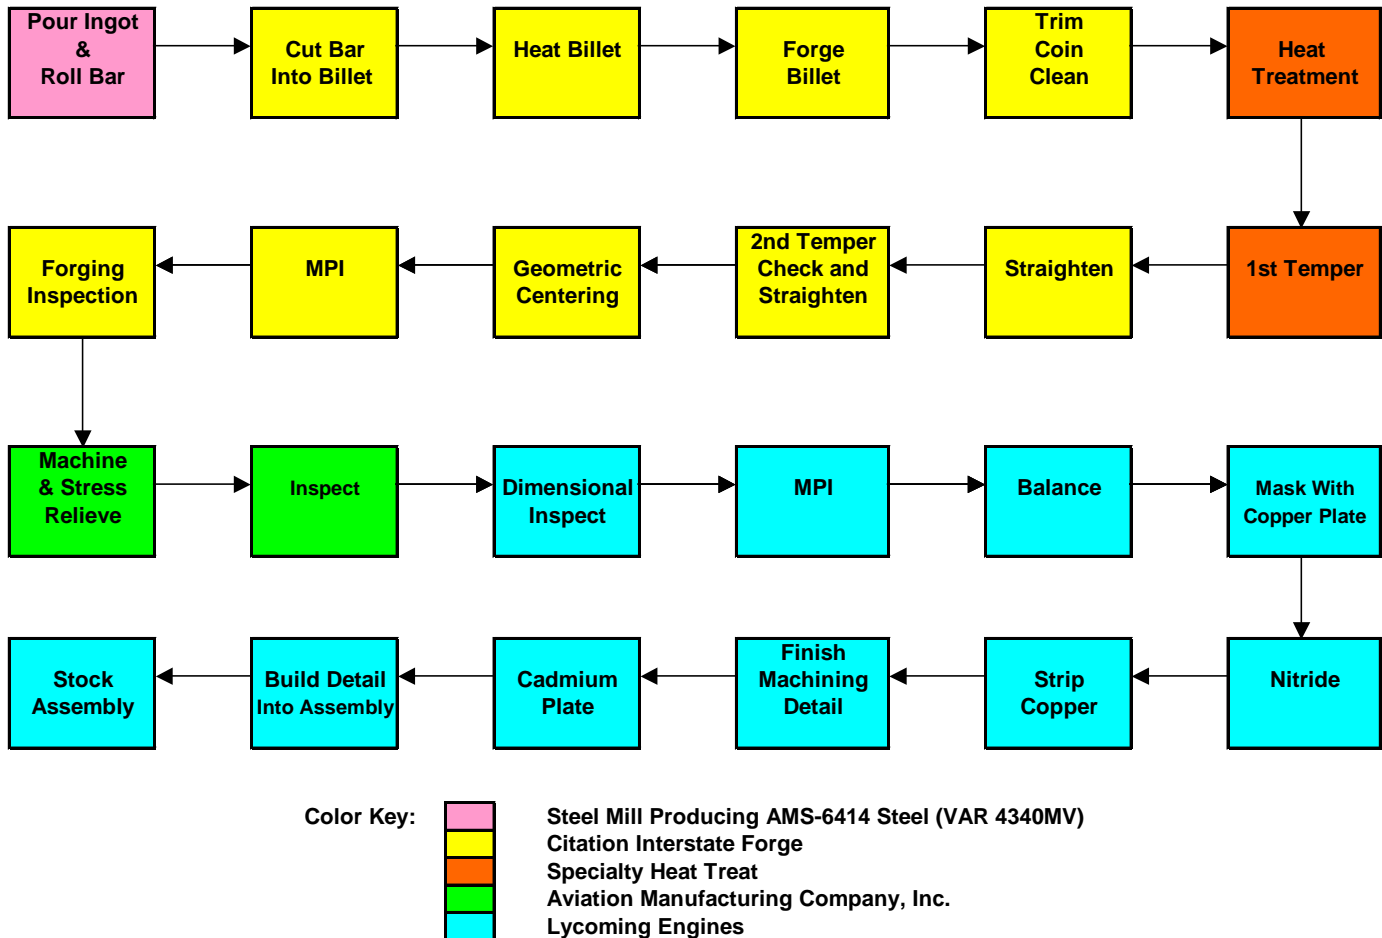 Pour Ingot
&
Roll Bar
Cut Bar
Into Billet
Heat Billet
Forge
Billet
Trim
Coin
Clean
Heat
Treatment
Forging
Inspection
MPI
Geometric
Centering
2nd Temper
Check and
Straighten
Straighten
1st Temper
Machine
& Stress
Relieve
Inspect
Dimensional
Inspect
MPI
Balance
Mask With
Copper Plate
Stock
Assembly
Build Detail
Into Assembly
Cadmium
Plate
Finish
Machining
Detail
Strip
Copper
Nitride
Color Key:
Steel Mill Producing AMS-6414 Steel (VAR 4340MV)
Citation Interstate Forge
Specialty Heat Treat
Aviation Manufacturing Company, Inc.
Lycoming Engines